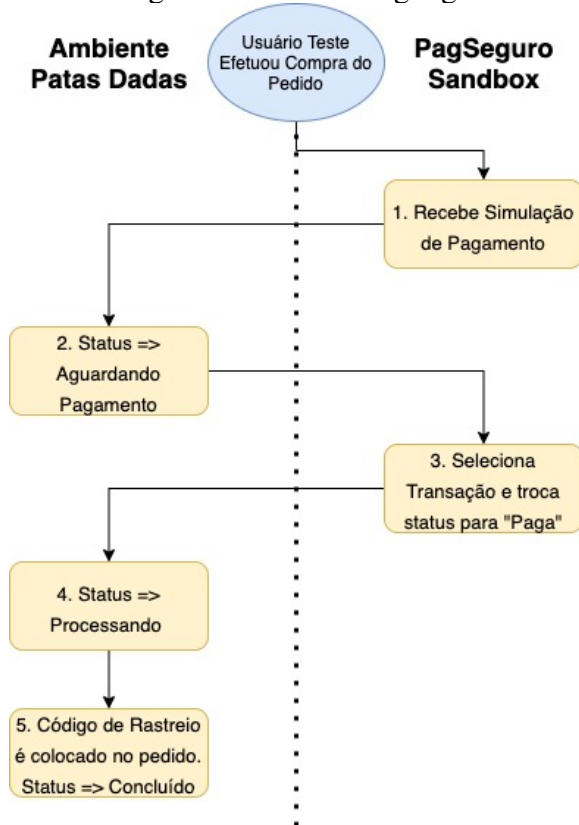 Ambiente
Patas Dadas
Usuário Teste
Efetuou Compra do
Pedido
PagSeguro
Sandbox
1. Recebe Simulação
de Pagamento
2. Status =>
Aguardando
Pagamento
3. Seleciona
Transação e troca
status para "Paga"
4. Status =>
Processando
5. Código de Rastreio
é colocado no pedido.
Status => Concluído